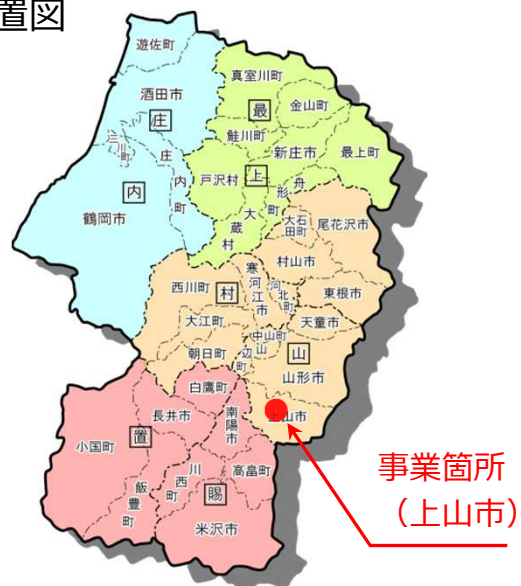 置図
遊佐町
酒田市
庄
三川町
庄内町
内
鶴岡市
真室川町
金山町
最
鮭川村
新庄市
最上町
戸沢村
上
舟形町
大蔵村
大石田町
尾花沢市
村山市
西川町
村
寒河江市
河北町
東根市
大江町
天童市
中山町
朝日町
山辺町
山
山形市
白鷹町
上山市
長井市
南陽市
小国町
置
川西町
高畠町
飯豊町
賜
米沢市
事業箇所
（上山市）